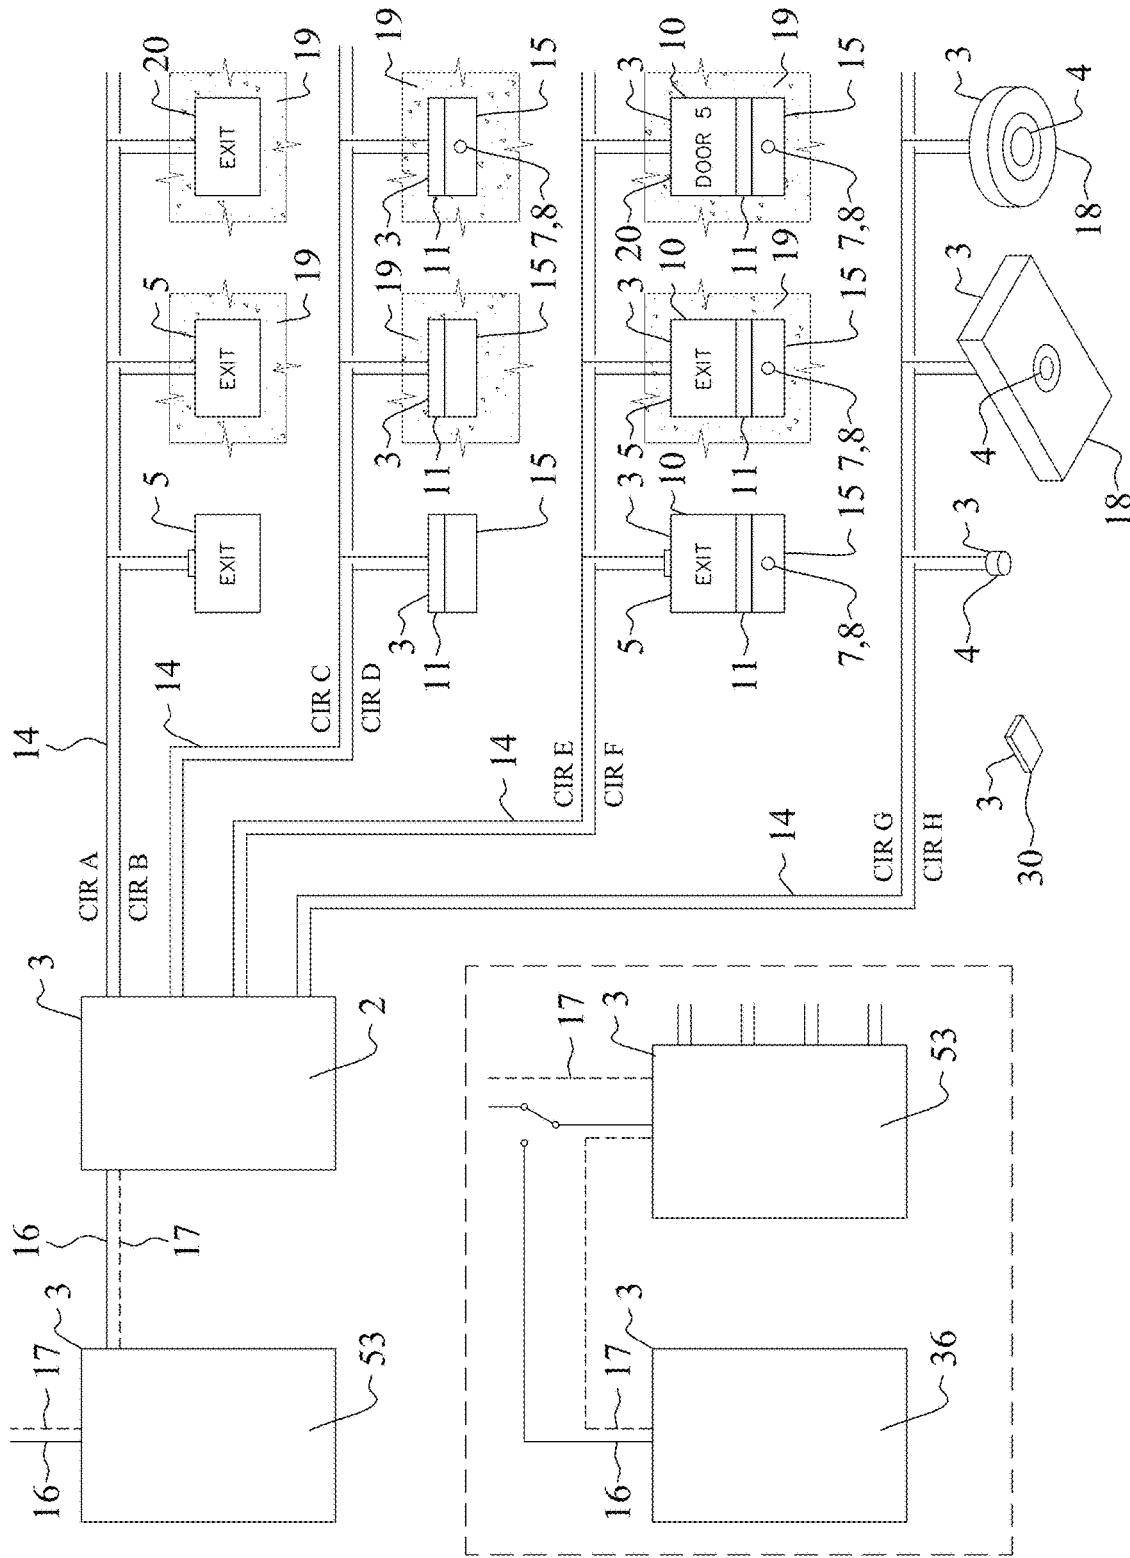 14
16
16 17
3
3
CIR A
CIR B
5 5 20
14
17
EXIT EXIT EXIT
19 19
CIR C
CIR D
53 2
19 19
3 3 3
11 11 11
14
15 15 15
7,8
CIR E
CIR F
17
3
16 17
3
5 5 20
3 3 3
10 10 10
EXIT EXIT DOOR 5
11 11 11
19 19
14
15 15 15
7,8 7,8 7,8
CIR G
CIR H
36 53
3 4 3 4 3 3
30
4
18
18